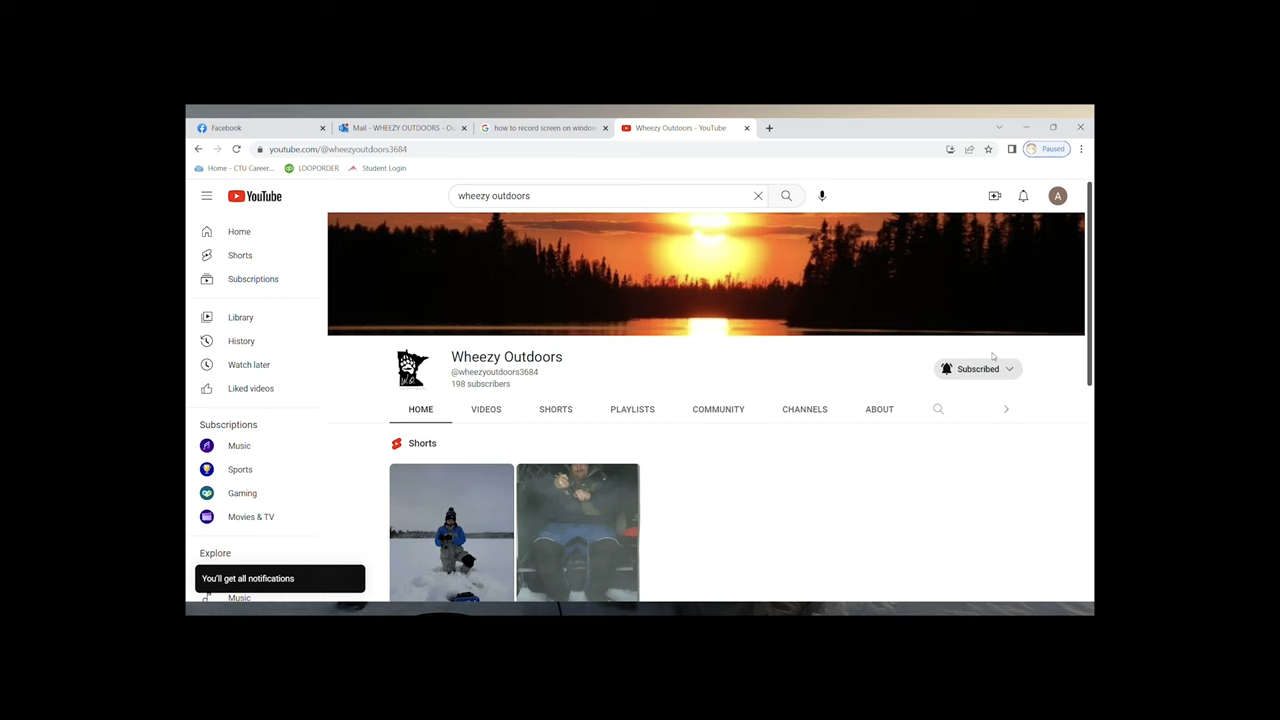 Facebook
Mail - WHEEZY OUTDOORS - Ou
how to record screen on window
Wheezy Outdoors - YouTube
youtube.com/@wheezyoutdoors3684
Paused
Home - CTU Career...
LOOPORDER
Student Login
YouTube
wheezy outdoors
A
Home
Shorts
Subscriptions
Library
History
Watch later
Liked videos
Subscriptions
Music
Sports
Gaming
Movies & TV
Explore
Music
You'll get all notifications
Wheezy Outdoors
@wheezyoutdoors3684
198 subscribers
Subscribed
HOME
VIDEOS
SHORTS
PLAYLISTS
COMMUNITY
CHANNELS
ABOUT
Shorts